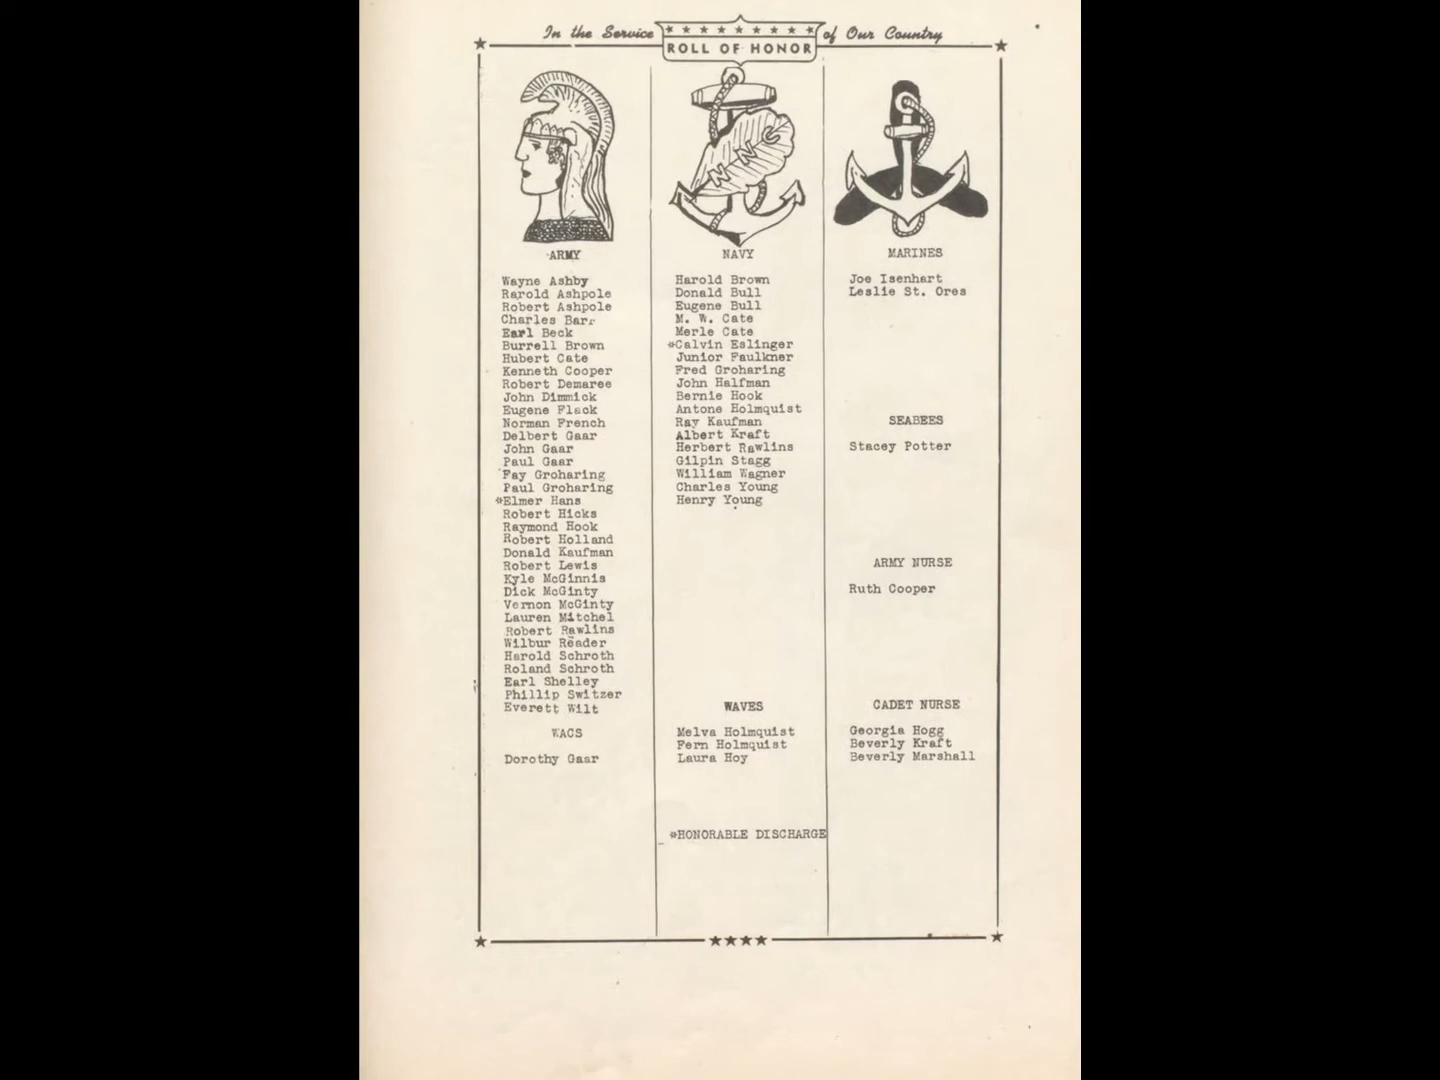 In the Service of Our Country
ROLL OF HONOR
ARMY
Wayne Ashby
Rarold Ashpole
Robert Ashpole
Charles Barr
Earl Beck
Burrell Brown
Hubert Cate
Kenneth Cooper
Robert Demaree
John Dimmick
Eugene Flack
Norman French
Delbert Gaar
John Gaar
Paul Gaar
Fay Groharing
Paul Groharing
*Elmer Hans
Robert Hicks
Raymond Hook
Robert Holland
Donald Kaufman
Robert Lewis
Kyle McGinnis
Dick McGinty
Vernon McGinty
Lauren Mitchel
Robert Rawlins
Wilbur Reader
Harold Schroth
Roland Schroth
Earl Shelley
Phillip Switzer
Everett Wilt
WACS
Dorothy Gaar
NNC
NAVY
Harold Brown
Donald Bull
Eugene Bull
M. W. Cate
Merle Cate
*Calvin Eslinger
Junior Faulkner
Fred Groharing
John Halfman
Bernie Hook
Antone Holmquist
Ray Kaufman
Albert Kraft
Herbert Rawlins
Gilpin Stagg
William Wagner
Charles Young
Henry Young
WAVES
Melva Holmquist
Fern Holmquist
Laura Hoy
*HONORABLE DISCHARGE
MARINES
Joe Isenhart
Leslie St. Ores
SEABEES
Stacey Potter
ARMY NURSE
Ruth Cooper
CADET NURSE
Georgia Hogg
Beverly Kraft
Beverly Marshall